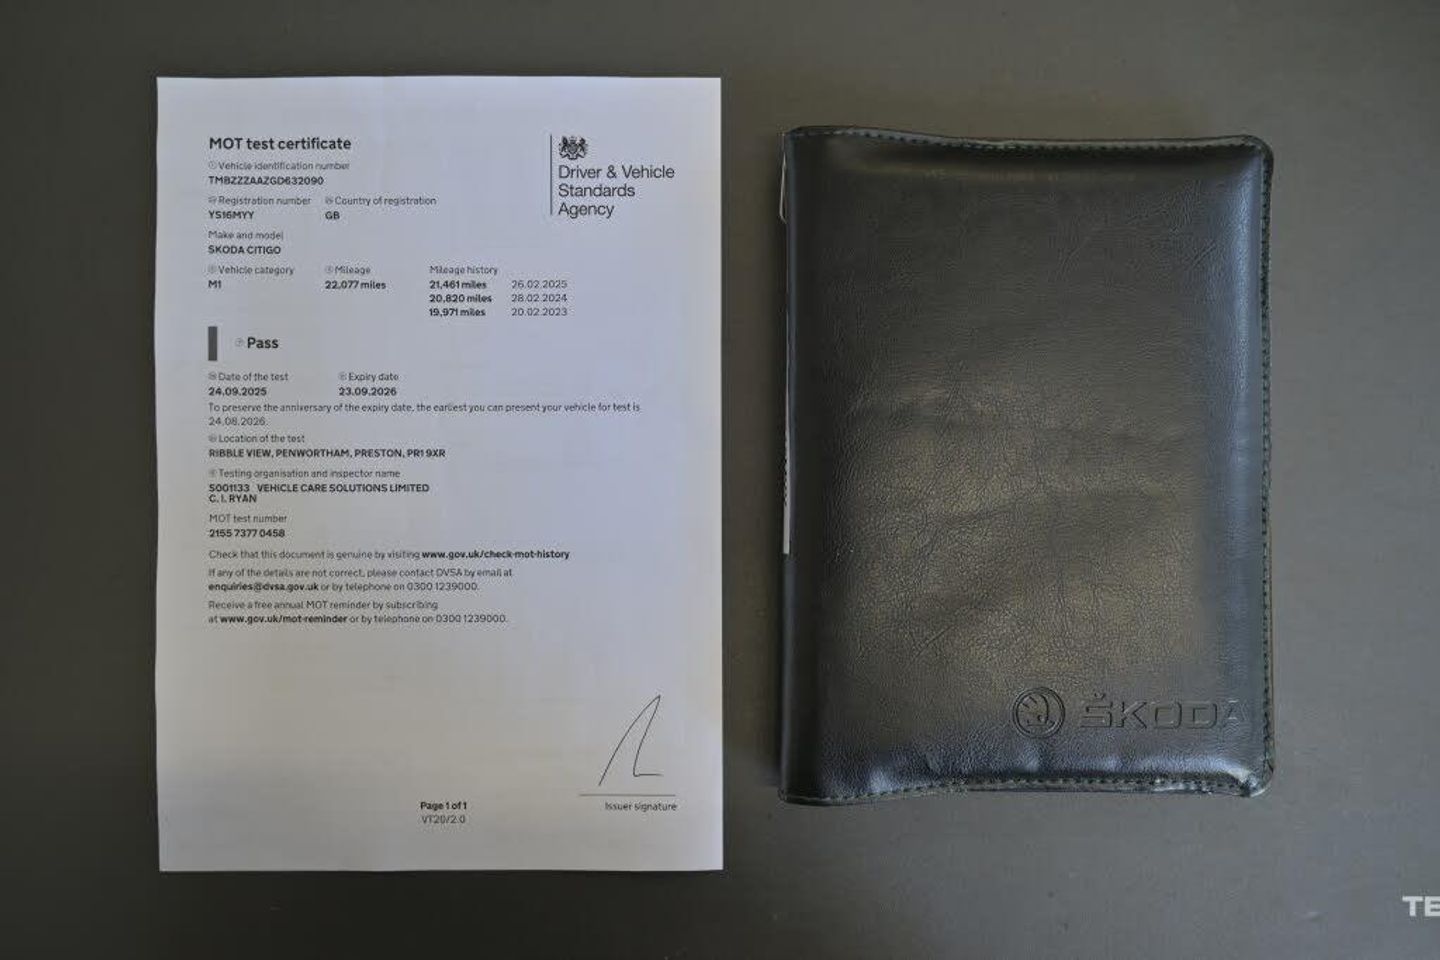 MOT test certificate
Vehicle identification number
TMBZZZAAZGD632090
Registration number Country of registration
YS16MYY GB
Make and model
SKODA CITIGO
Vehicle category Mileage Mileage history
M1 22,077 miles 21,461 miles 26.02.2025
20,820 miles 28.02.2024
19,971 miles 20.02.2023
Pass
Date of the test Expiry date
24.09.2025 23.09.2026
To preserve the anniversary of the expiry date, the earliest you can present your vehicle for test is
24.08.2026.
Location of the test
RIBBLE VIEW, PENWORTHAM, PRESTON, PR1 9XR
Testing organisation and inspector name
S001133 VEHICLE CARE SOLUTIONS LIMITED
C. I. RYAN
MOT test number
2155 7377 0458
Check that this document is genuine by visiting www.gov.uk/check-mot-history
If any of the details are not correct, please contact DVSA by email at
enquiries@dvsa.gov.uk or by telephone on 0300 1239000.
Receive a free annual MOT reminder by subscribing
at www.gov.uk/mot-reminder or by telephone on 0300 1239000.
Page 1 of 1
VT20/2.0
Issuer signature
Driver & Vehicle
Standards
Agency
ŠKODA
TE